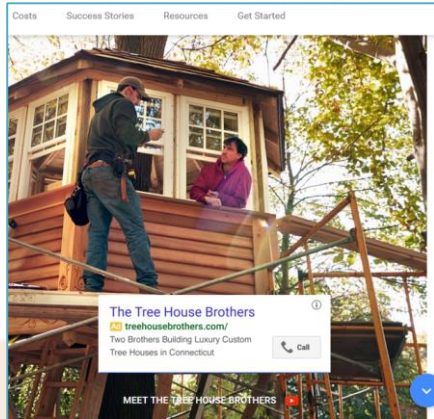 Costs Success Stories Resources Get Started
The Tree House Brothers
Ad treehousebrothers.com/
Two Brothers Building Luxury Custom
Tree Houses in Connecticut
Call
MEET THE TREE HOUSE BROTHERS